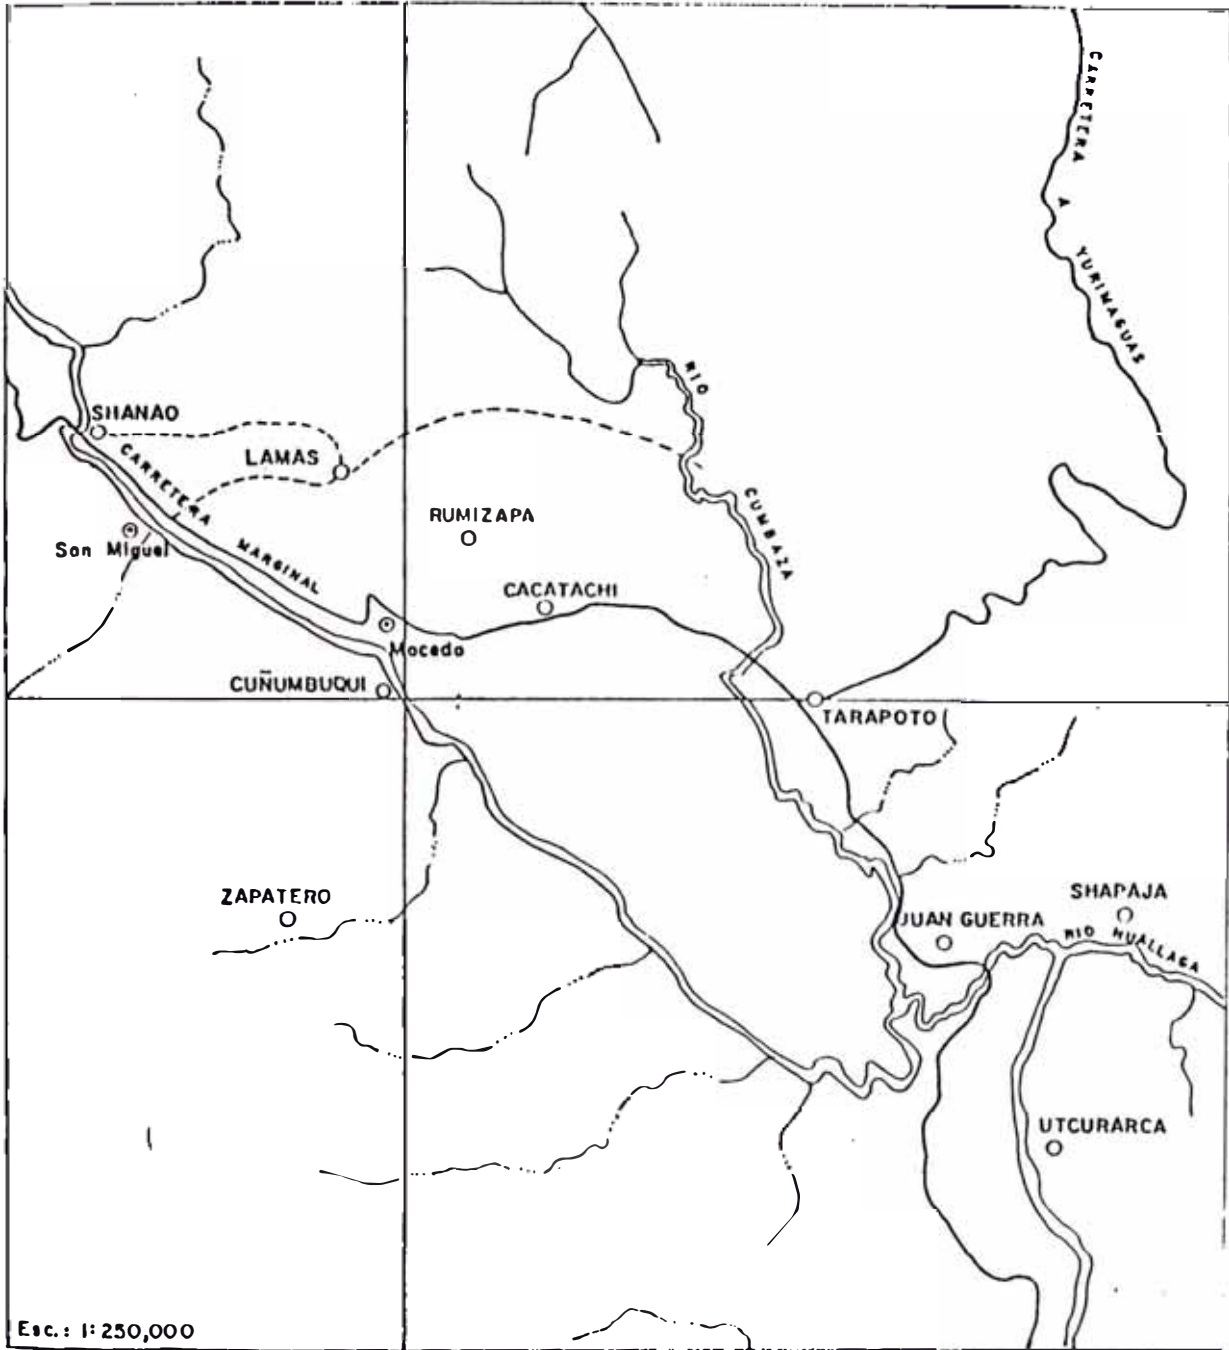 CARRETERA A YURIMAGUAS
RIO CUMBAZA
SHANAO
CARRETERA MARGINAL
LAMAS
RUMIZAPA
San Miguel
CACATACHI
Macedo
CUÑUMBUQUI
TARAPOTO
ZAPATERO
SHAPAJA
JUAN GUERRA
RIO HUALLAGA
UTCURARCA
Esc.: 1:250,000